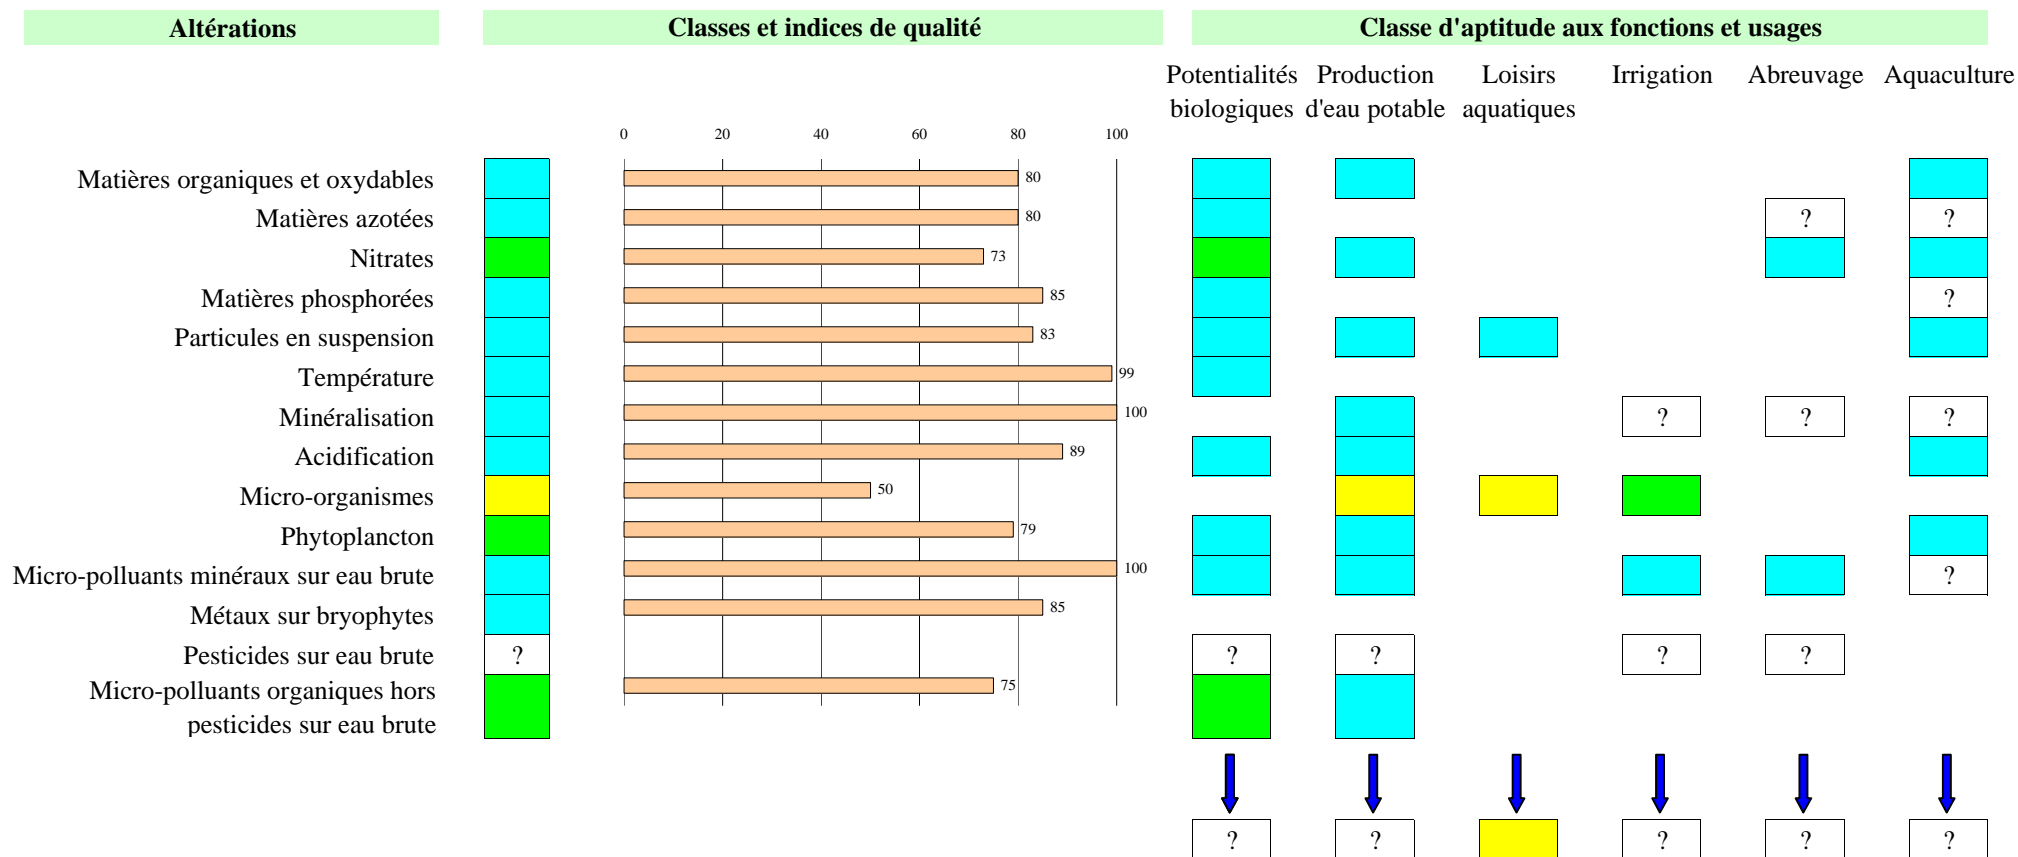 Altérations
Classes et indices de qualité
Classe d'aptitude aux fonctions et usages
Potentialités biologiques
Production d'eau potable
Loisirs aquatiques
Irrigation
Abreuvage
Aquaculture
0 20 40 60 80 100
Matières organiques et oxydables 80
Matières azotées 80 ? ?
Nitrates 73
Matières phosphorées 85 ?
Particules en suspension 83
Température 99
Minéralisation 100 ? ? ?
Acidification 89
Micro-organismes 50
Phytoplancton 79
Micro-polluants minéraux sur eau brute 100 ?
Métaux sur bryophytes 85
Pesticides sur eau brute ? ? ? ? ?
Micro-polluants organiques hors
pesticides sur eau brute 75
? ? ? ? ?